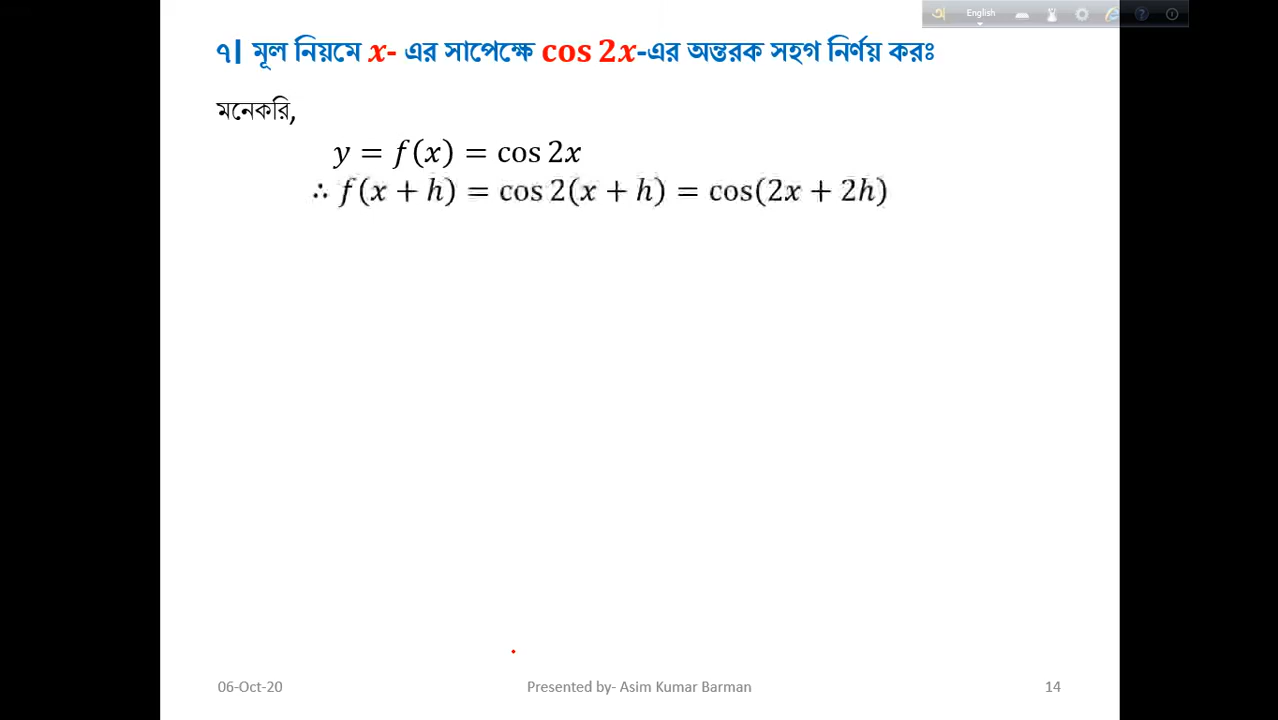 English
৭| মূল নিয়মে x- এর সাপেক্ষে cos 2x-এর অন্তরক সহগ নির্ণয় করঃ
মনেকরি,
y = f(x) = cos 2x
∴ f(x + h) = cos 2(x + h) = cos(2x + 2h)
06-Oct-20 Presented by- Asim Kumar Barman 14